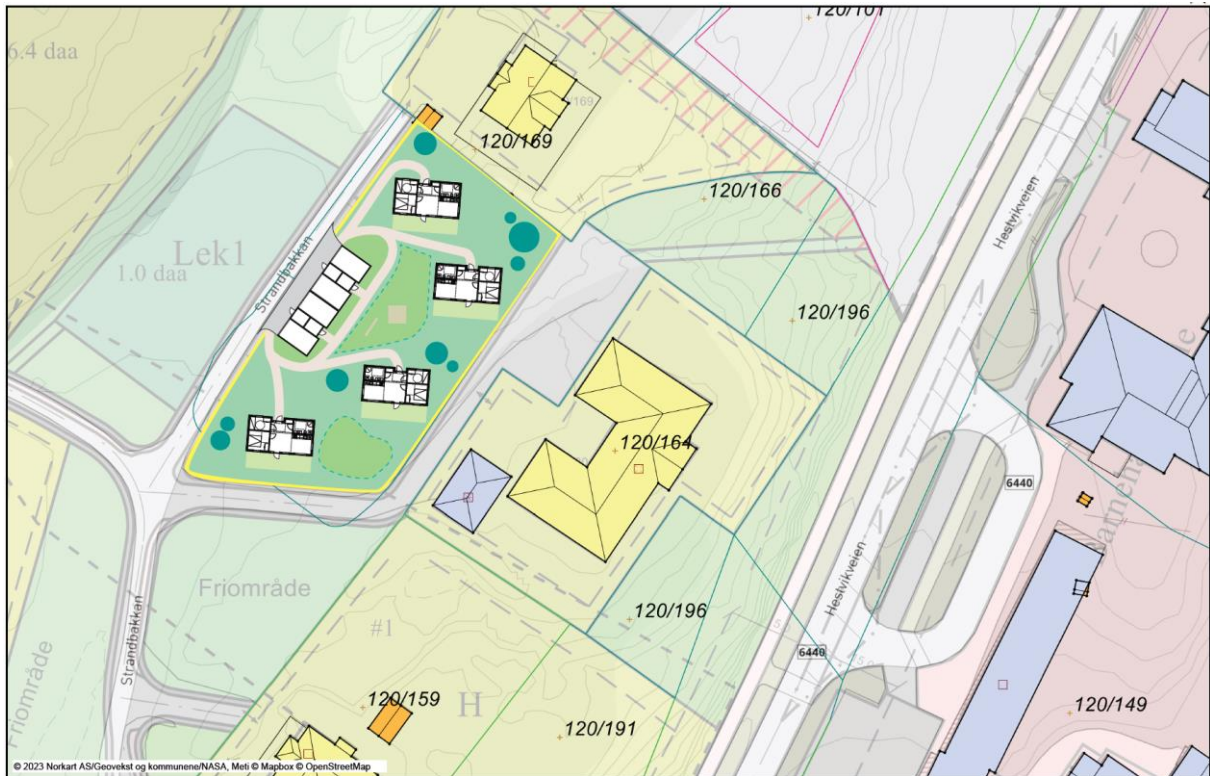 120/101
6.4 daa
169
120/169
120/166
Hestvikveien
Lek1
1.0 daa
Strandbakkan
120/196
120/164
6440
Friområde
Hestvikveien
120/196
#1
6440
Strandbakkan
Friområde
120/159
H
120/191
120/149
© 2023 Norkart AS/Geovekst og kommunene/NASA, Meti © Mapbox © OpenStreetMap